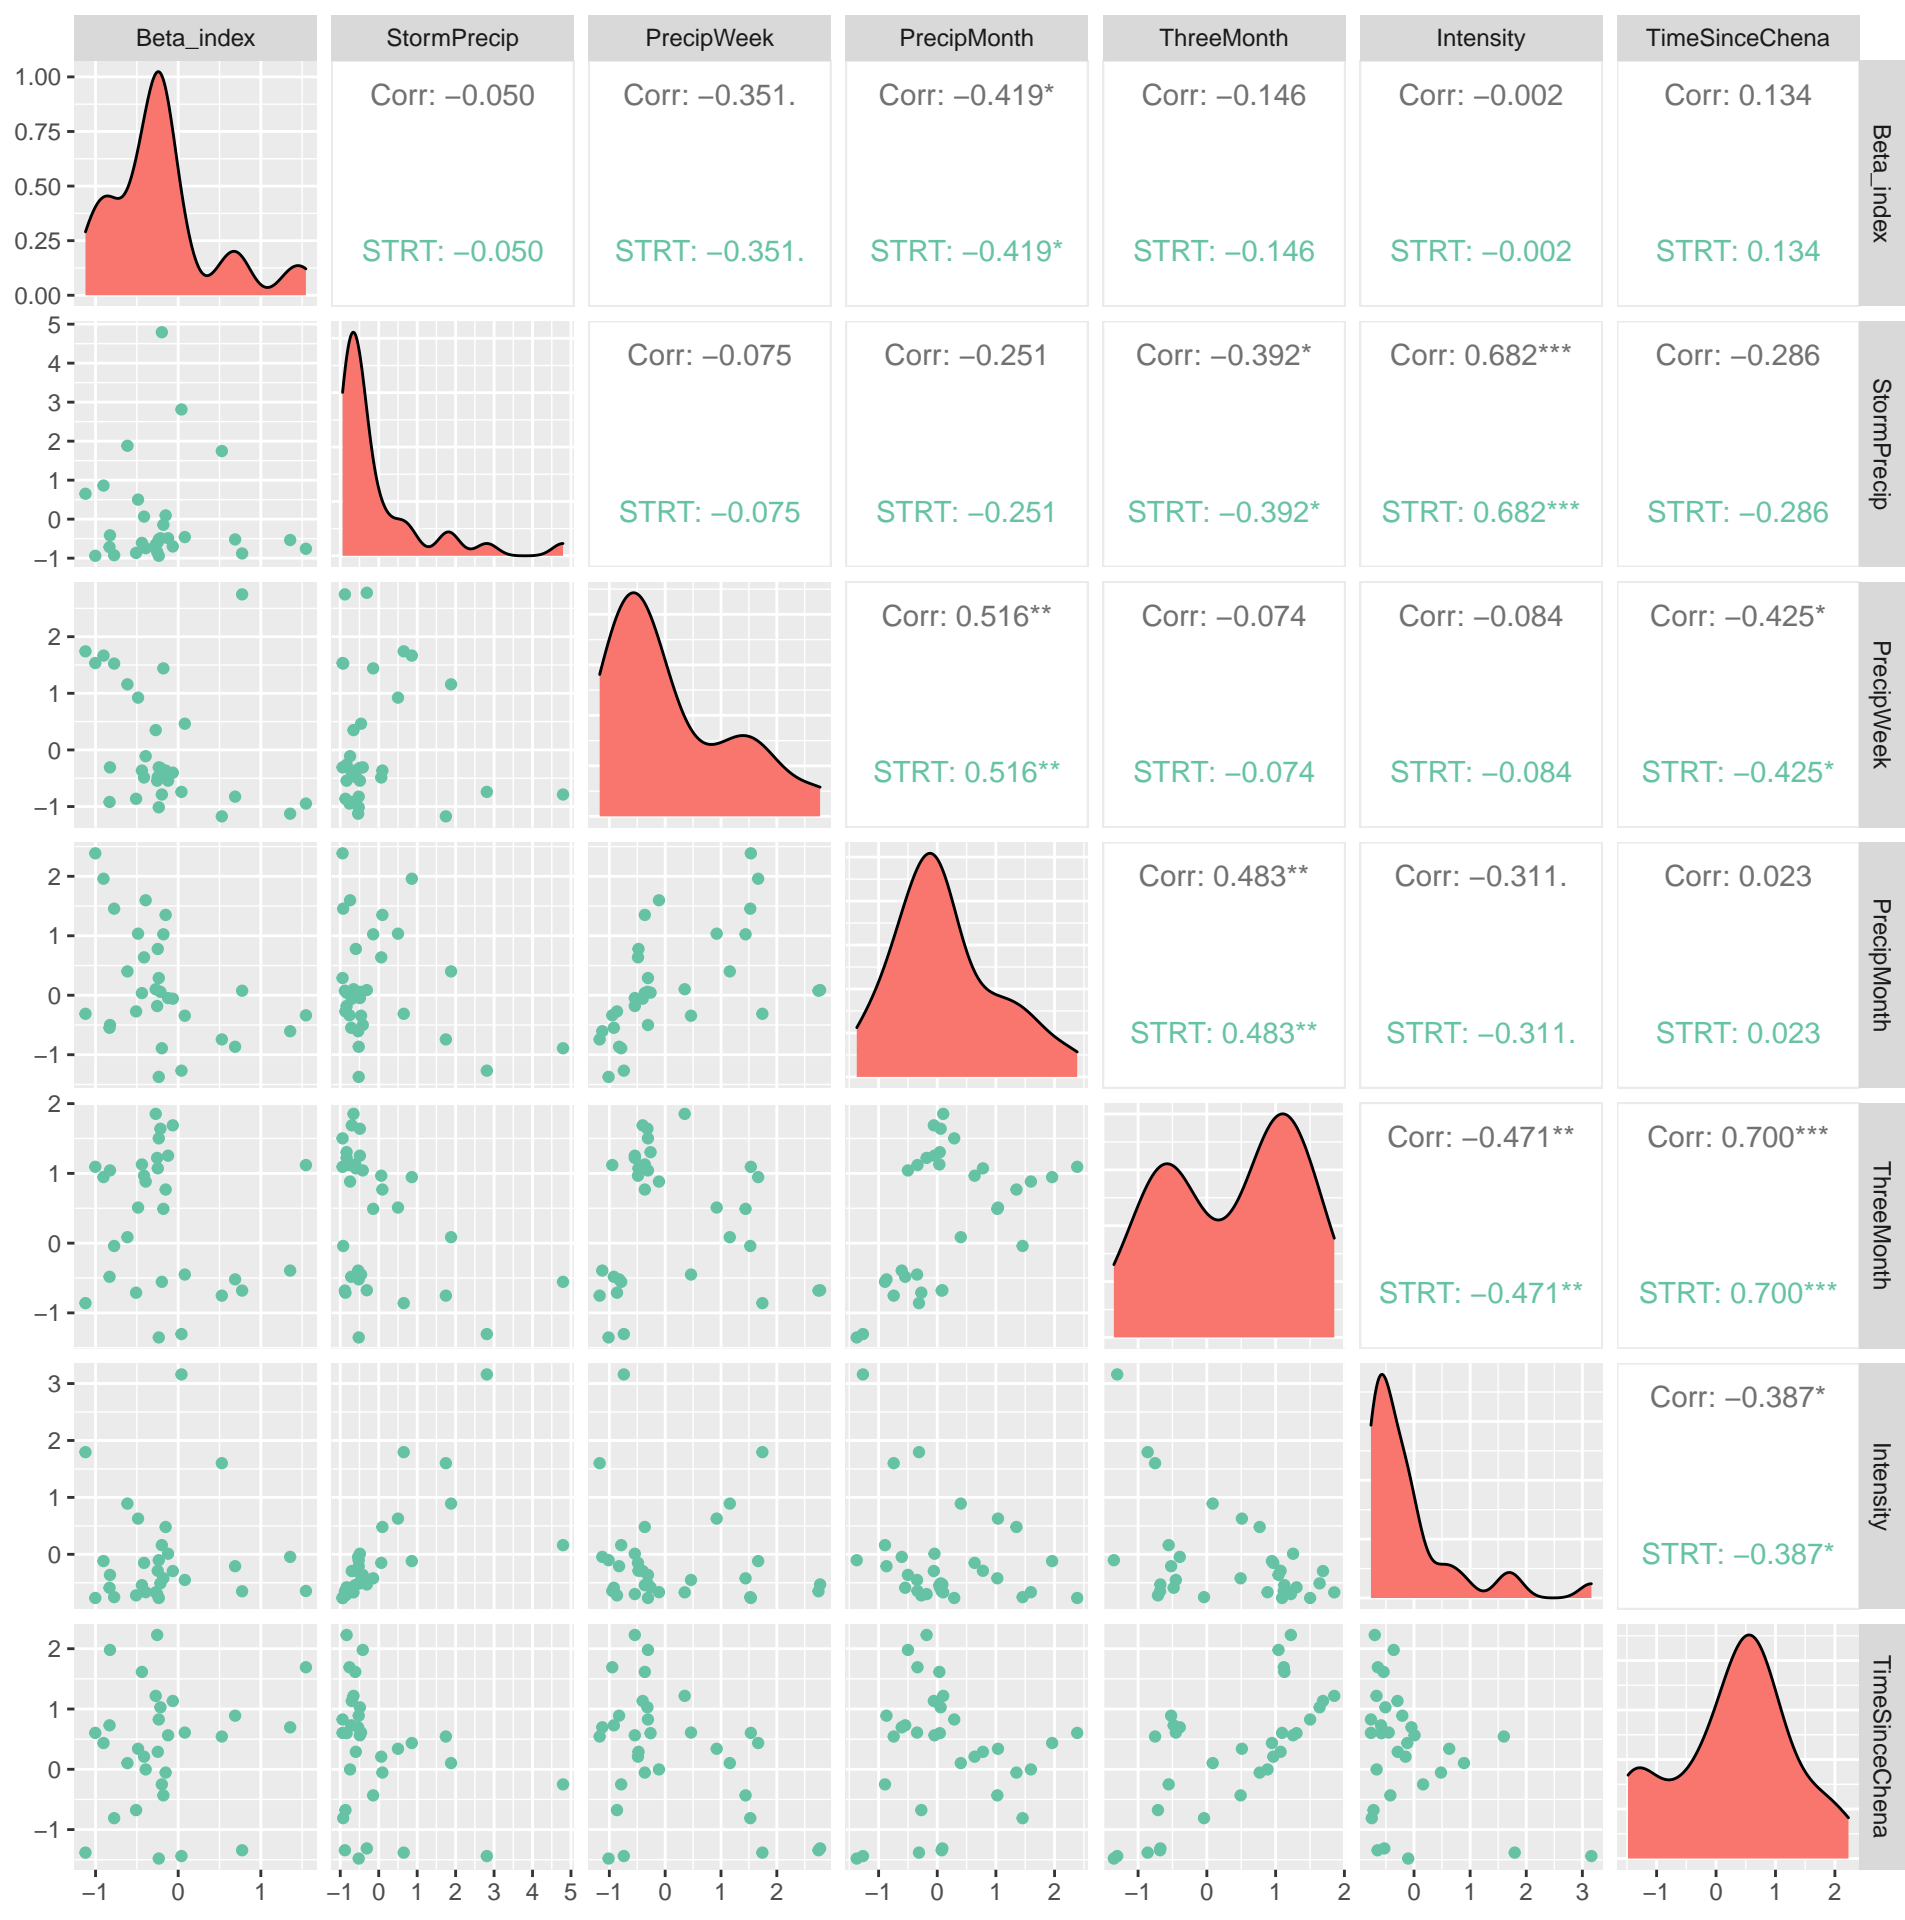 Beta_index StormPrecip PrecipWeek PrecipMonth ThreeMonth Intensity TimeSinceChena
1.00
0.75
0.50
0.25
0.00
Corr: −0.050 Corr: −0.351. Corr: −0.419* Corr: −0.146 Corr: −0.002 Corr: 0.134
STRT: −0.050 STRT: −0.351. STRT: −0.419* STRT: −0.146 STRT: −0.002 STRT: 0.134
Beta_index
5
4
3
2
1
0
−1
Corr: −0.075 Corr: −0.251 Corr: −0.392* Corr: 0.682*** Corr: −0.286
STRT: −0.075 STRT: −0.251 STRT: −0.392* STRT: 0.682*** STRT: −0.286
StormPrecip
2
1
0
−1
Corr: 0.516** Corr: −0.074 Corr: −0.084 Corr: −0.425*
STRT: 0.516** STRT: −0.074 STRT: −0.084 STRT: −0.425*
PrecipWeek
2
1
0
−1
Corr: 0.483** Corr: −0.311. Corr: 0.023
STRT: 0.483** STRT: −0.311. STRT: 0.023
PrecipMonth
2
1
0
−1
Corr: −0.471** Corr: 0.700***
STRT: −0.471** STRT: 0.700***
ThreeMonth
3
2
1
0
Corr: −0.387*
STRT: −0.387*
Intensity
2
1
0
−1
TimeSinceChena
−1 0 1 −1 0 1 2 3 4 5 −1 0 1 2 −1 0 1 2 −1 0 1 2 0 1 2 3 −1 0 1 2